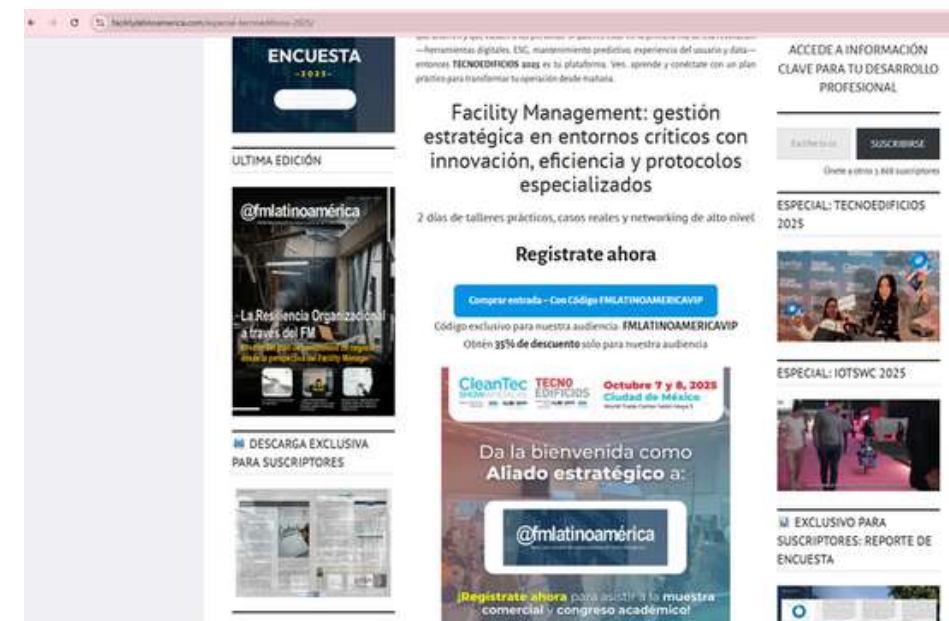 facilitylatinoamerica.com/especial-tecnoedificios-2025/
ENCUESTA
-2025-
ULTIMA EDICIÓN
@fmlatinoamérica
La Resiliencia Organizacional
a través del FM
DESCARGA EXCLUSIVA
PARA SUSCRIPTORES
—herramientas digitales, ESG, mantenimiento predictivo, experiencia del usuario y data—
entonces TECNOEDIFICIOS 2025 es tu plataforma. Ven, aprende y conéctate con un plan
práctico para transformar tu operación desde mañana.
Facility Management: gestión
estratégica en entornos críticos con
innovación, eficiencia y protocolos
especializados
2 días de talleres prácticos, casos reales y networking de alto nivel
Registrate ahora
Comprar entrada – Con Código FMLATINOAMERICAVIP
Código exclusivo para nuestra audiencia: FMLATINOAMERICAVIP
Obtén 35% de descuento solo para nuestra audiencia
CleanTec
TECNO
EDIFICIOS
Octubre 7 y 8, 2025
Ciudad de México
Da la bienvenida como
Aliado estratégico a:
@fmlatinoamérica
¡Regístrate ahora para asistir a la muestra
comercial y congreso académico!
ACCEDE A INFORMACIÓN
CLAVE PARA TU DESARROLLO
PROFESIONAL
SUSCRIBIRSE
ESPECIAL: TECNOEDIFICIOS
2025
ESPECIAL: IOTSWC 2025
EXCLUSIVO PARA
SUSCRIPTORES: REPORTE DE
ENCUESTA